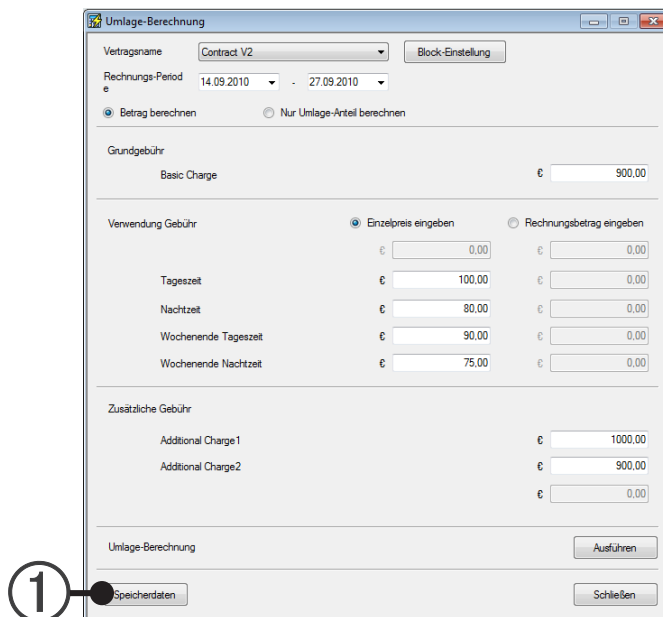 Umlage-Berechnung
Vertragsname Contract V2 Block-Einstellung
Rechnungs-Period
e 14.09.2010 - 27.09.2010
Betrag berechnen Nur Umlage-Anteil berechnen
Grundgebühr
Basic Charge € 900,00
Verwendung Gebühr Einzelpreis eingeben Rechnungsbetrag eingeben
€ 0,00 € 0,00
Tageszeit € 100,00 € 0,00
Nachtzeit € 80,00 € 0,00
Wochenende Tageszeit € 90,00 € 0,00
Wochenende Nachtzeit € 75,00 € 0,00
Zusätzliche Gebühr
Additional Charge1 € 1000,00
Additional Charge2 € 900,00
€ 0,00
Umlage-Berechnung Ausführen
1 Speicherdaten Schließen